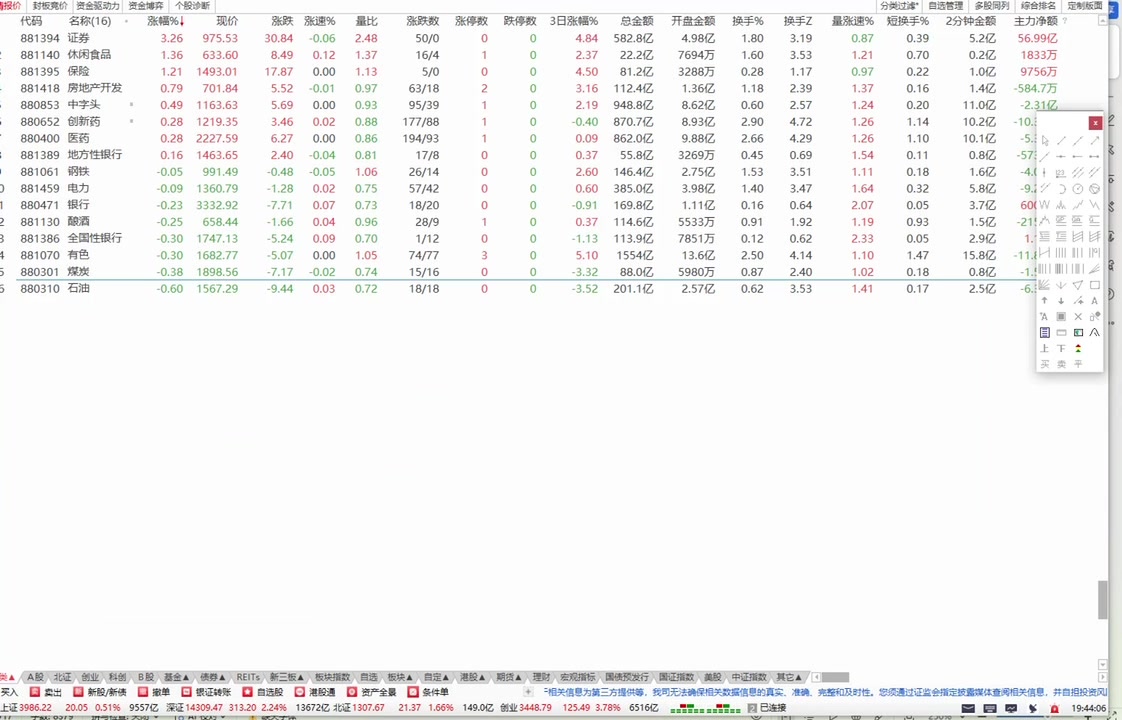 情报价 封板竞价 资金驱动力 资金博弈 个股诊断 分类过滤* 自选管理 多股同列 综合排名 定制版面
代码 名称(16) 涨幅%↓ 现价 涨跌 涨速% 量比 涨跌数 涨停数 跌停数 3日涨幅% 总金额 开盘金额 换手% 换手Z 量涨速% 短换手% 2分钟金额 主力净额 ?
881394 证券 3.26 975.53 30.84 -0.06 2.48 50/0 0 0 4.84 582.8亿 4.98亿 1.80 3.19 0.87 0.39 5.2亿 56.99亿
881140 休闲食品 1.36 633.60 8.49 0.12 1.37 16/4 1 0 2.37 22.2亿 7694万 1.60 3.53 1.21 0.70 0.2亿 1833万
881395 保险 1.21 1493.01 17.87 0.00 1.13 5/0 0 0 4.50 81.2亿 3288万 0.28 1.17 0.97 0.22 1.0亿 9756万
881418 房地产开发 0.79 701.84 5.52 -0.01 0.97 63/18 2 0 3.16 112.4亿 1.36亿 1.18 2.39 1.37 0.16 1.4亿 -584.7万
880853 中字头 0.49 1163.63 5.69 0.00 0.93 95/39 1 0 2.19 948.8亿 8.62亿 0.60 2.57 1.24 0.20 11.0亿 -2.31亿
880652 创新药 0.28 1219.35 3.46 0.02 0.88 177/88 1 0 -0.40 870.7亿 8.93亿 2.90 4.72 1.26 1.14 10.2亿 -10.
880400 医药 0.28 2227.59 6.27 0.00 0.86 194/93 1 0 0.09 862.0亿 9.88亿 2.66 4.29 1.26 1.10 10.1亿 -5.
881389 地方性银行 0.16 1463.65 2.40 -0.04 0.81 17/8 0 0 0.37 55.8亿 3269万 0.45 0.69 1.54 0.11 0.8亿 -57
881061 钢铁 -0.05 991.49 -0.48 -0.05 1.06 26/14 0 0 2.60 146.4亿 2.75亿 1.53 3.51 1.11 0.18 1.6亿 -4.
881459 电力 -0.09 1360.79 -1.28 0.02 0.75 57/42 0 0 0.60 385.0亿 3.98亿 1.40 3.47 1.64 0.32 5.8亿 -9.
880471 银行 -0.23 3332.92 -7.71 0.07 0.73 18/20 0 0 -0.91 169.8亿 1.11亿 0.16 0.64 2.07 0.05 3.7亿 600
881130 酿酒 -0.25 658.44 -1.66 0.04 0.96 28/9 1 0 0.37 114.6亿 5533万 0.91 1.92 1.19 0.93 1.5亿 -21
881386 全国性银行 -0.30 1747.13 -5.24 0.09 0.70 1/12 0 0 -1.13 113.9亿 7851万 0.12 0.62 2.33 0.05 2.9亿 1.
881070 有色 -0.30 1682.77 -5.07 0.00 1.05 74/77 3 0 5.10 1554亿 13.6亿 2.50 4.14 1.10 1.47 15.8亿 -11.
880301 煤炭 -0.38 1898.56 -7.17 -0.02 0.74 15/16 0 0 -3.32 88.0亿 5980万 0.87 2.40 1.02 0.18 0.8亿 -1.
880310 石油 -0.60 1567.29 -9.44 0.03 0.72 18/18 0 0 -3.52 201.1亿 2.57亿 0.62 3.53 1.41 0.17 2.5亿 -6.
上 下
买 卖 平
类▲ A股 北证 创业 科创 B股 基金▲ 债券▲ REITs 新三板▲ 板块指数 自选 板块▲ 自定▲ 港股▲ 期货▲ 理财 宏观指标 国债预发行 国证指数 美股 中证指数 其它▲
买入 卖出 新股/新债 撤单 银证转账 自选股 港股通 资产全景 条件单 相关信息为第三方提供等，我司无法确保相关数据信息的真实、准确、完整和及时性。您须通过证监会指定披露媒体查阅相关信息，并自担投资风
上证3986.22 20.05 0.51% 9557亿 深证14309.47 313.20 2.24% 13672亿 北证1307.67 21.37 1.66% 149.0亿 创业3448.79 125.49 3.78% 6516亿 2 已连接 19:44:06